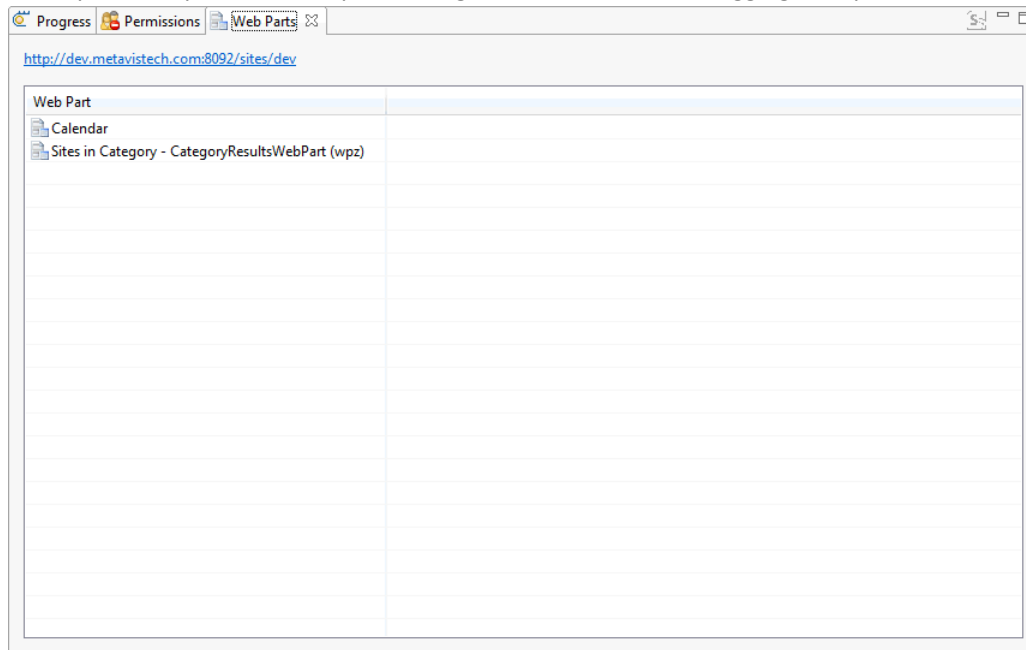 Progress Permissions Web Parts
http://dev.metavistech.com:8092/sites/dev
Web Part
Calendar
Sites in Category - CategoryResultsWebPart (wpz)